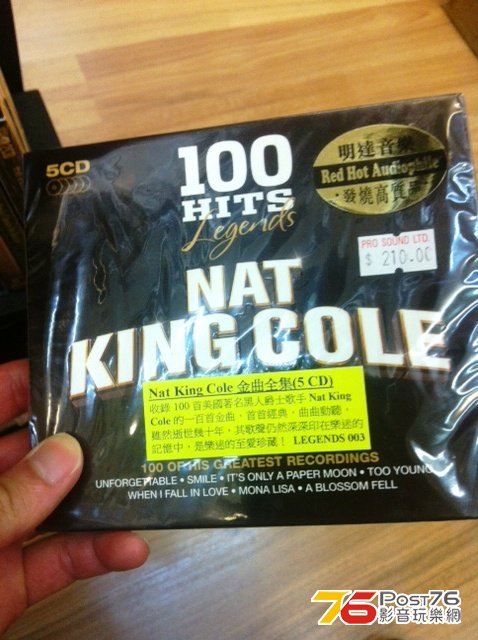 5CD
100
HITS
Legends
明達音樂
Red Hot Audiophile
·發燒高質品
PRO SOUND LTD.
$ 210.00
NAT
KING COLE
Nat King Cole 金曲全集(5 CD)
收錄 100 首美國著名黑人爵士歌手 Nat King
Cole 的一百首金曲,首首經典,曲曲動聽,
雖然逝世幾十年,其歌聲仍然深深印在樂迷的
記憶中,是樂迷的至愛珍藏! LEGENDS 003
100 OF HIS GREATEST RECORDINGS
UNFORGETTABLE • SMILE • IT'S ONLY A PAPER MOON • TOO YOUNG
WHEN I FALL IN LOVE • MONA LISA • A BLOSSOM FELL
76 Post76
影音玩樂網